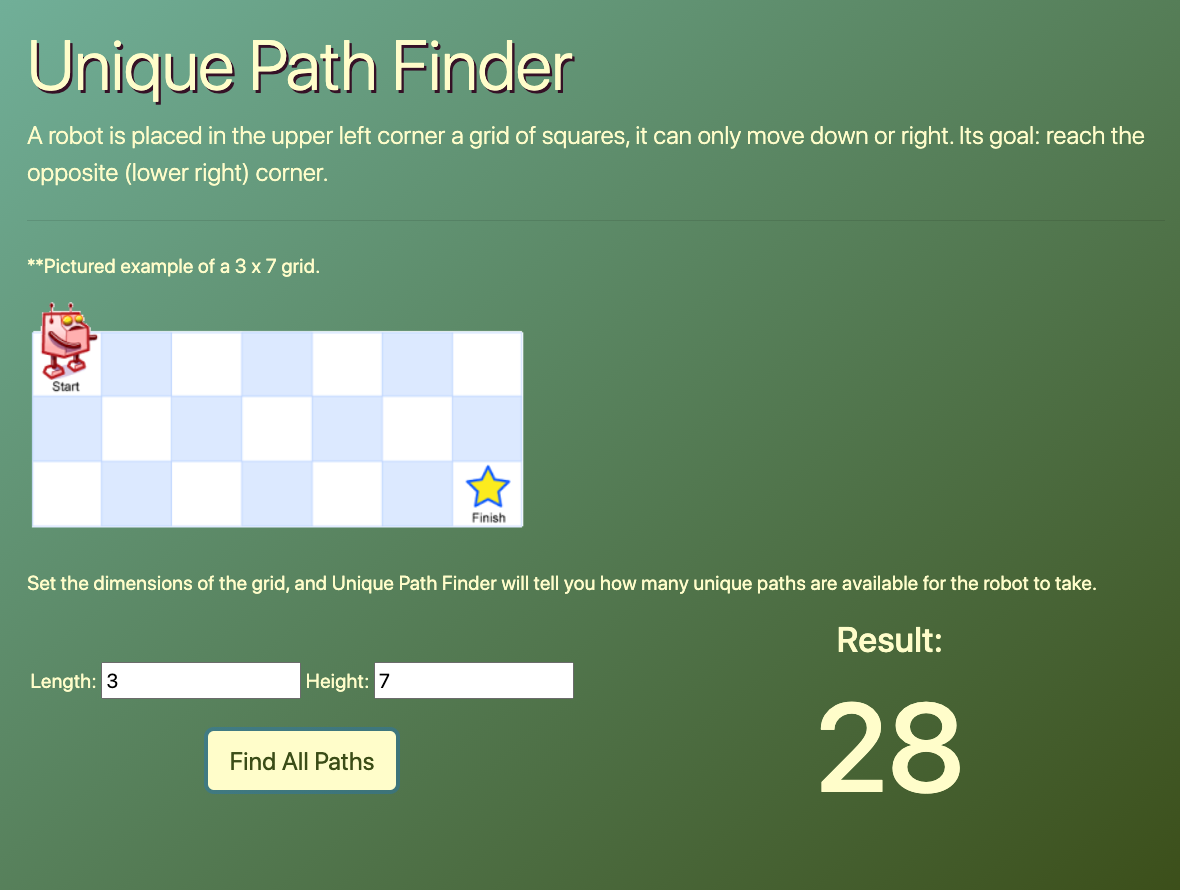 Unique Path Finder
A robot is placed in the upper left corner a grid of squares, it can only move down or right. Its goal: reach the
opposite (lower right) corner.
**Pictured example of a 3 x 7 grid.
Start
Finish
Set the dimensions of the grid, and Unique Path Finder will tell you how many unique paths are available for the robot to take.
Result:
Length: 3 Height: 7
28
Find All Paths